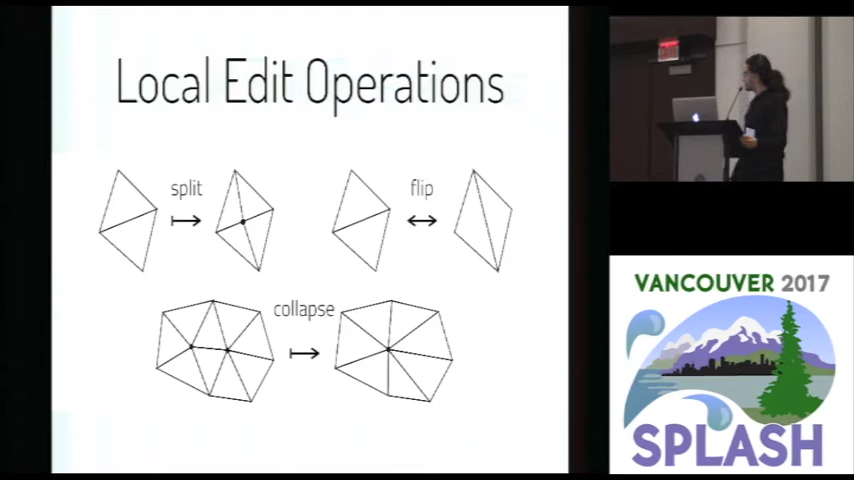 Local Edit Operations
split
flip
collapse
VANCOUVER 2017
SPLASH